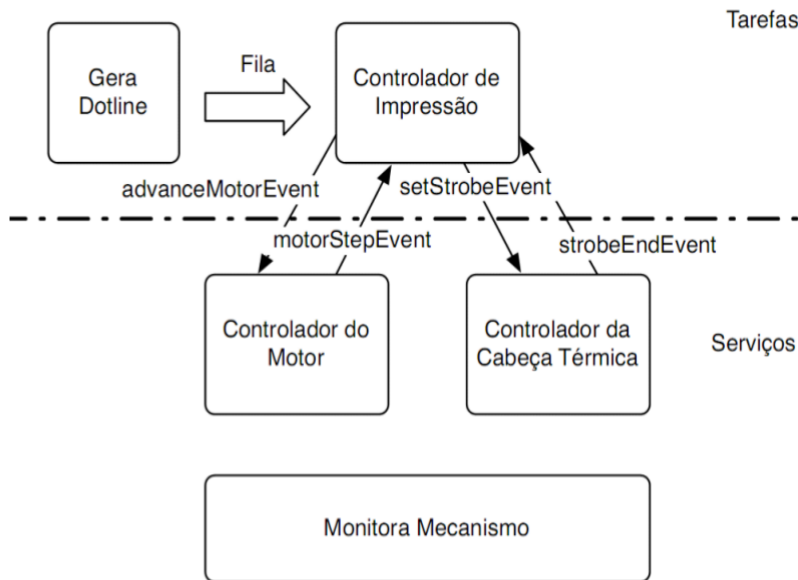 Tarefas
Gera
Dotline
Fila
Controlador de
Impressão
advanceMotorEvent
setStrobeEvent
motorStepEvent
strobeEndEvent
Controlador do
Motor
Controlador da
Cabeça Térmica
Serviços
Monitora Mecanismo